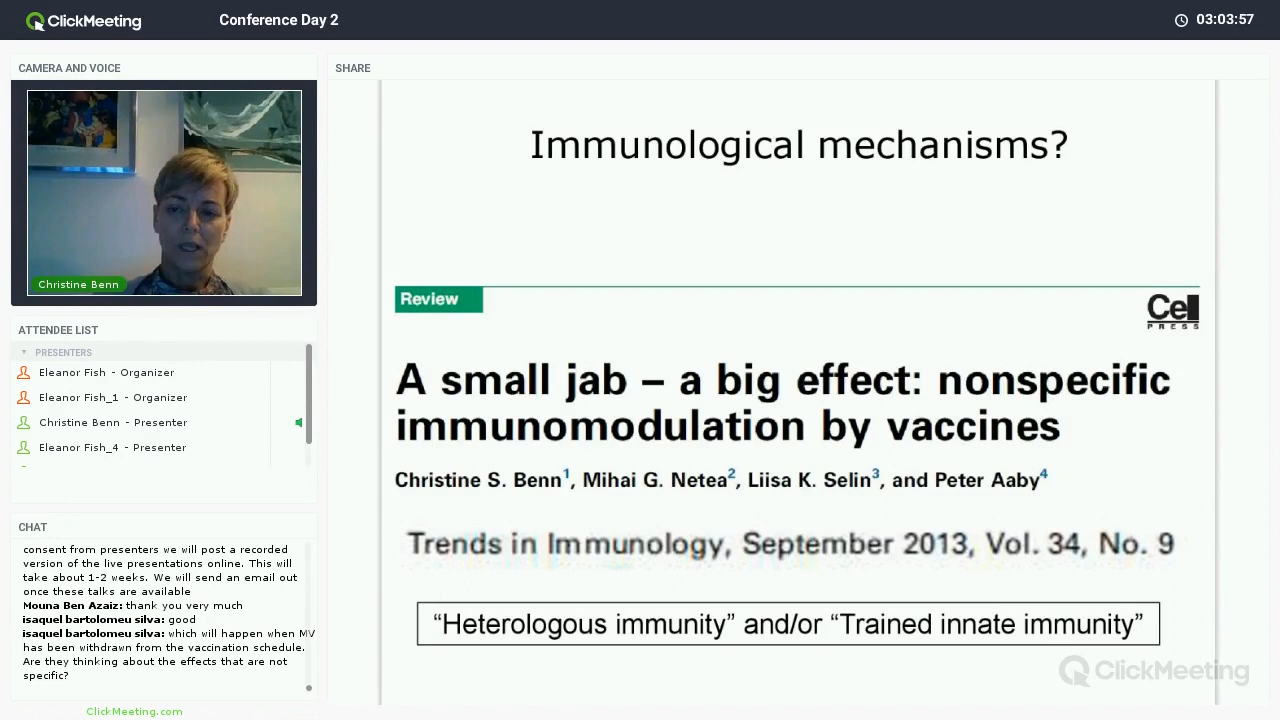 ClickMeeting
Conference Day 2
03:03:57
CAMERA AND VOICE
Christine Benn
ATTENDEE LIST
PRESENTERS
Eleanor Fish - Organizer
Eleanor Fish_1 - Organizer
Christine Benn - Presenter
Eleanor Fish_4 - Presenter
CHAT
consent from presenters we will post a recorded
version of the live presentations online. This will
take about 1-2 weeks. We will send an email out
once these talks are available
Mouna Ben Azaiz: thank you very much
isaquel bartolomeu silva: good
isaquel bartolomeu silva: which will happen when MV
has been withdrawn from the vaccination schedule.
Are they thinking about the effects that are not
specific?
ClickMeeting.com
SHARE
Immunological mechanisms?
Review
Cell
PRESS
A small jab – a big effect: nonspecific
immunomodulation by vaccines
Christine S. Benn1, Mihai G. Netea2, Liisa K. Selin3, and Peter Aaby4
Trends in Immunology, September 2013, Vol. 34, No. 9
“Heterologous immunity” and/or “Trained innate immunity”
ClickMeeting